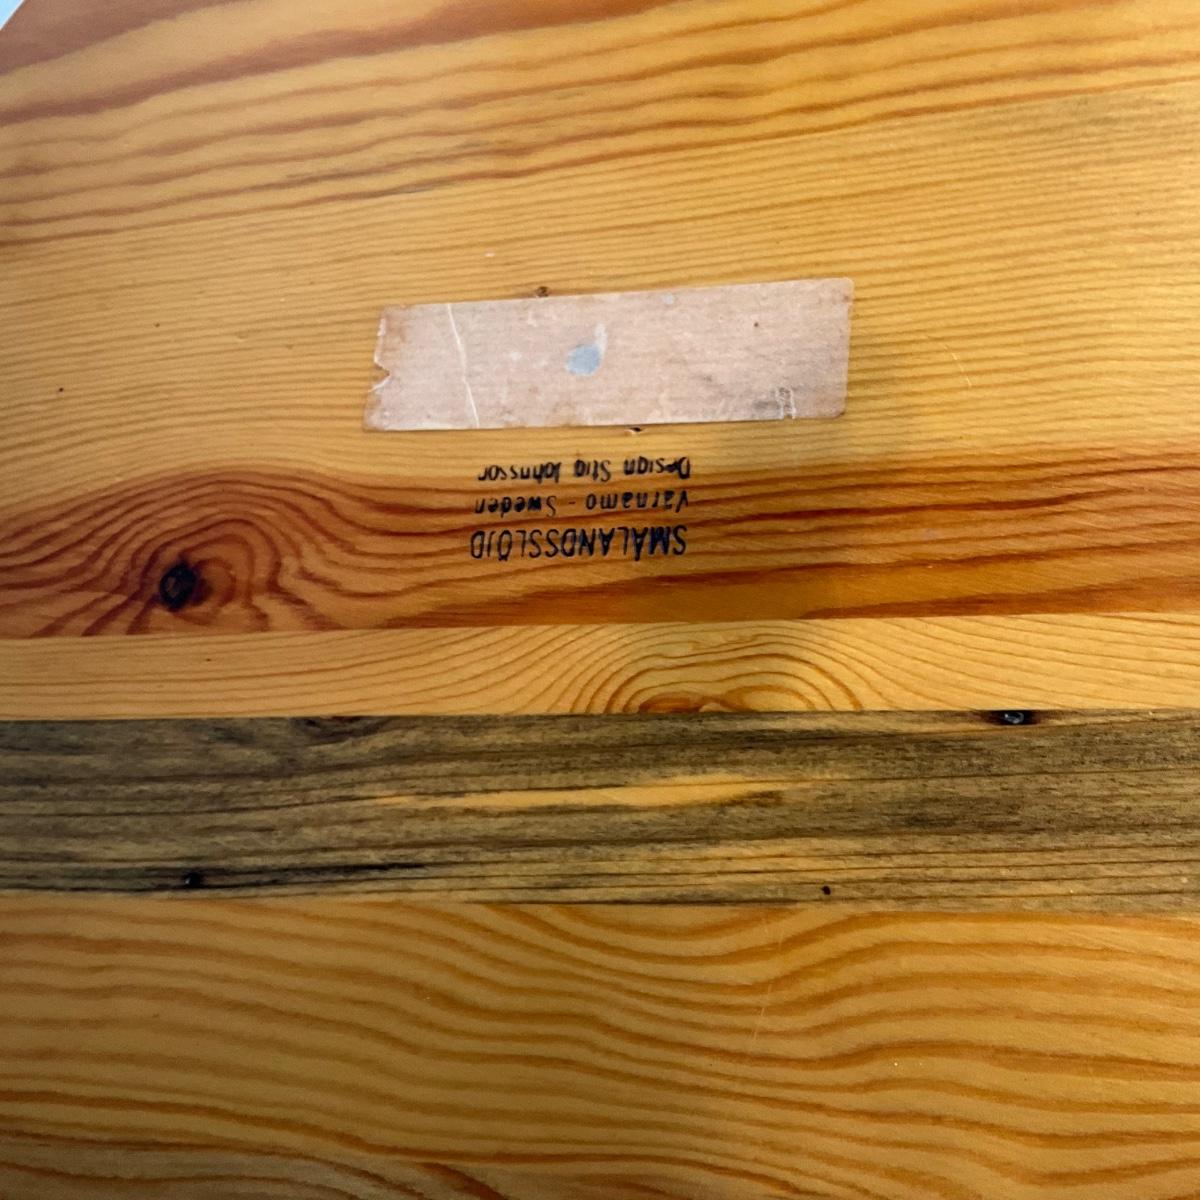 SMÅLANDSSLÖJD
Värnamo - Sweden
Design Stig Johnsson